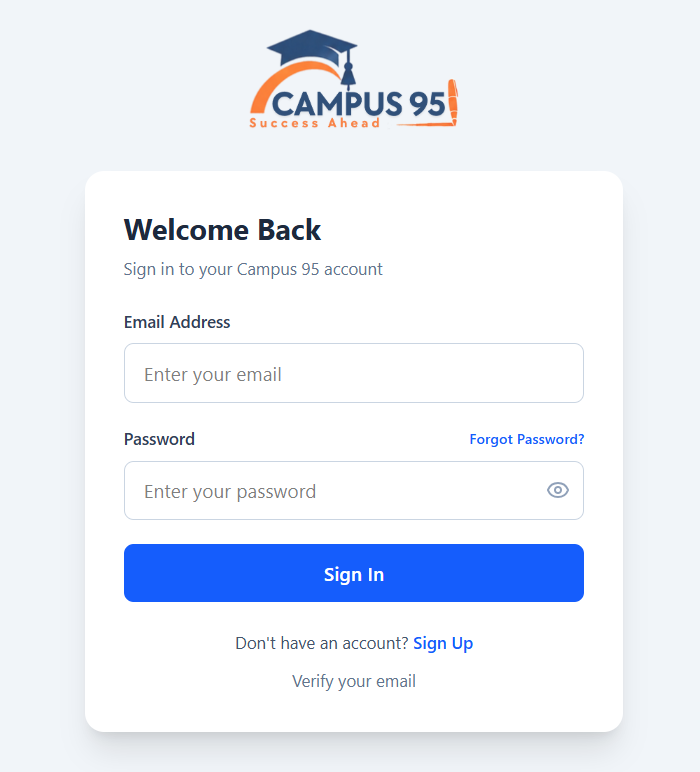 CAMPUS 95
Success Ahead
Welcome Back
Sign in to your Campus 95 account
Email Address
Enter your email
Password Forgot Password?
Enter your password
Sign In
Don't have an account? Sign Up
Verify your email